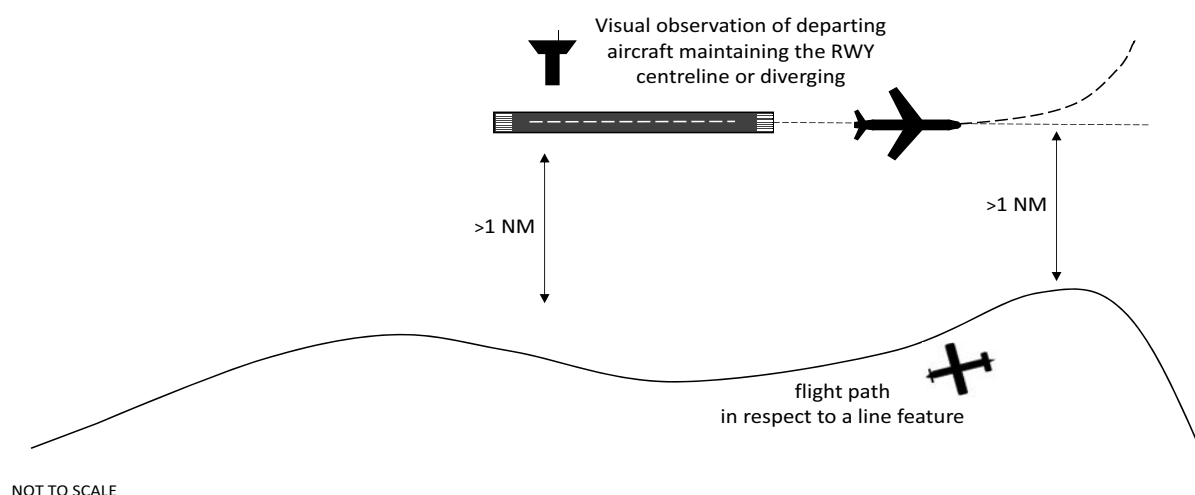 Visual observation of departing
aircraft maintaining the RWY
centreline or diverging
>1 NM
>1 NM
flight path
in respect to a line feature
NOT TO SCALE